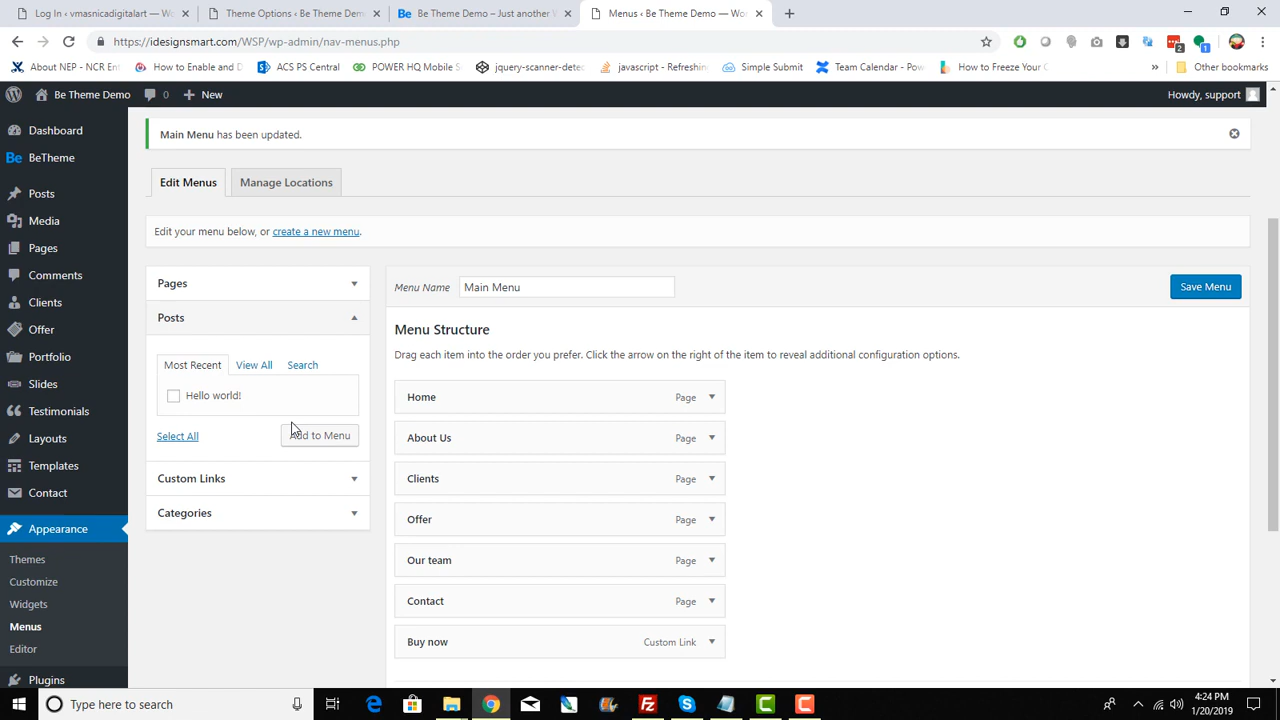 Log In ‹ vmasnicadigitalart — Wo
Theme Options ‹ Be Theme Demo
Be Theme Demo – Just another W
Menus ‹ Be Theme Demo — Wor
https://idesignsmart.com/WSP/wp-admin/nav-menus.php
About NEP - NCR Ent
How to Enable and D
ACS PS Central
POWER HQ Mobile S
jquery-scanner-detec
javascript - Refreshing
Simple Submit
Team Calendar - Pow
How to Freeze Your C
»
Other bookmarks
Be Theme Demo
0
New
Howdy, support
Dashboard
BeTheme
Posts
Media
Pages
Comments
Clients
Offer
Portfolio
Slides
Testimonials
Layouts
Templates
Contact
Appearance
Themes
Customize
Widgets
Menus
Editor
Plugins
Main Menu has been updated.
Edit Menus
Manage Locations
Edit your menu below, or create a new menu.
Pages
Posts
Most Recent
View All
Search
Hello world!
Select All
Add to Menu
Custom Links
Categories
Menu Name
Main Menu
Save Menu
Menu Structure
Drag each item into the order you prefer. Click the arrow on the right of the item to reveal additional configuration options.
Home Page
About Us Page
Clients Page
Offer Page
Our team Page
Contact Page
Buy now Custom Link
Type here to search
4:24 PM
1/20/2019